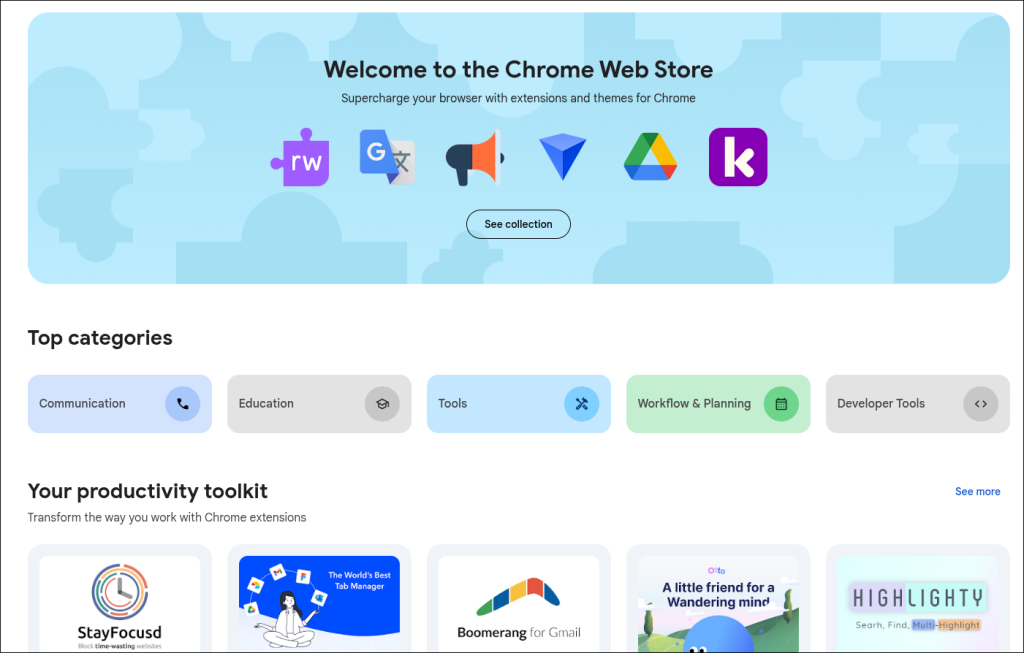 Welcome to the Chrome Web Store
Supercharge your browser with extensions and themes for Chrome
rw
G 文
k
See collection
Top categories
Communication
Education
Tools
Workflow & Planning
Developer Tools
Your productivity toolkit
See more
Transform the way you work with Chrome extensions
StayFocusd
Block time-wasting websites
The World's Best
Tab Manager
Boomerang for Gmail
Otto
A little friend for a
Wandering mind
HIGHLIGHTY
Searh, Find, Multi-Highlight